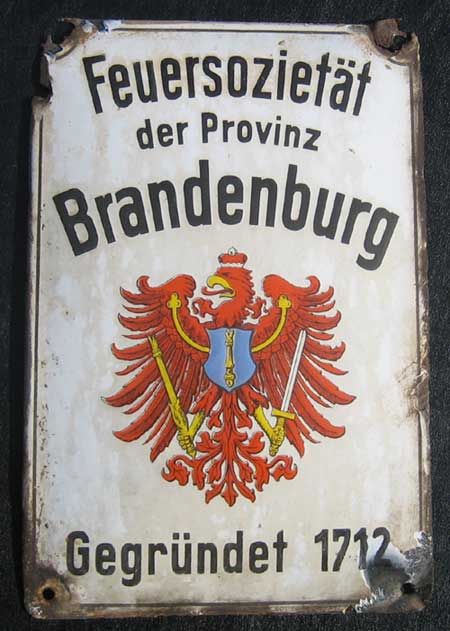 Feuersozietät
der Provinz
Brandenburg
Gegründet 1712